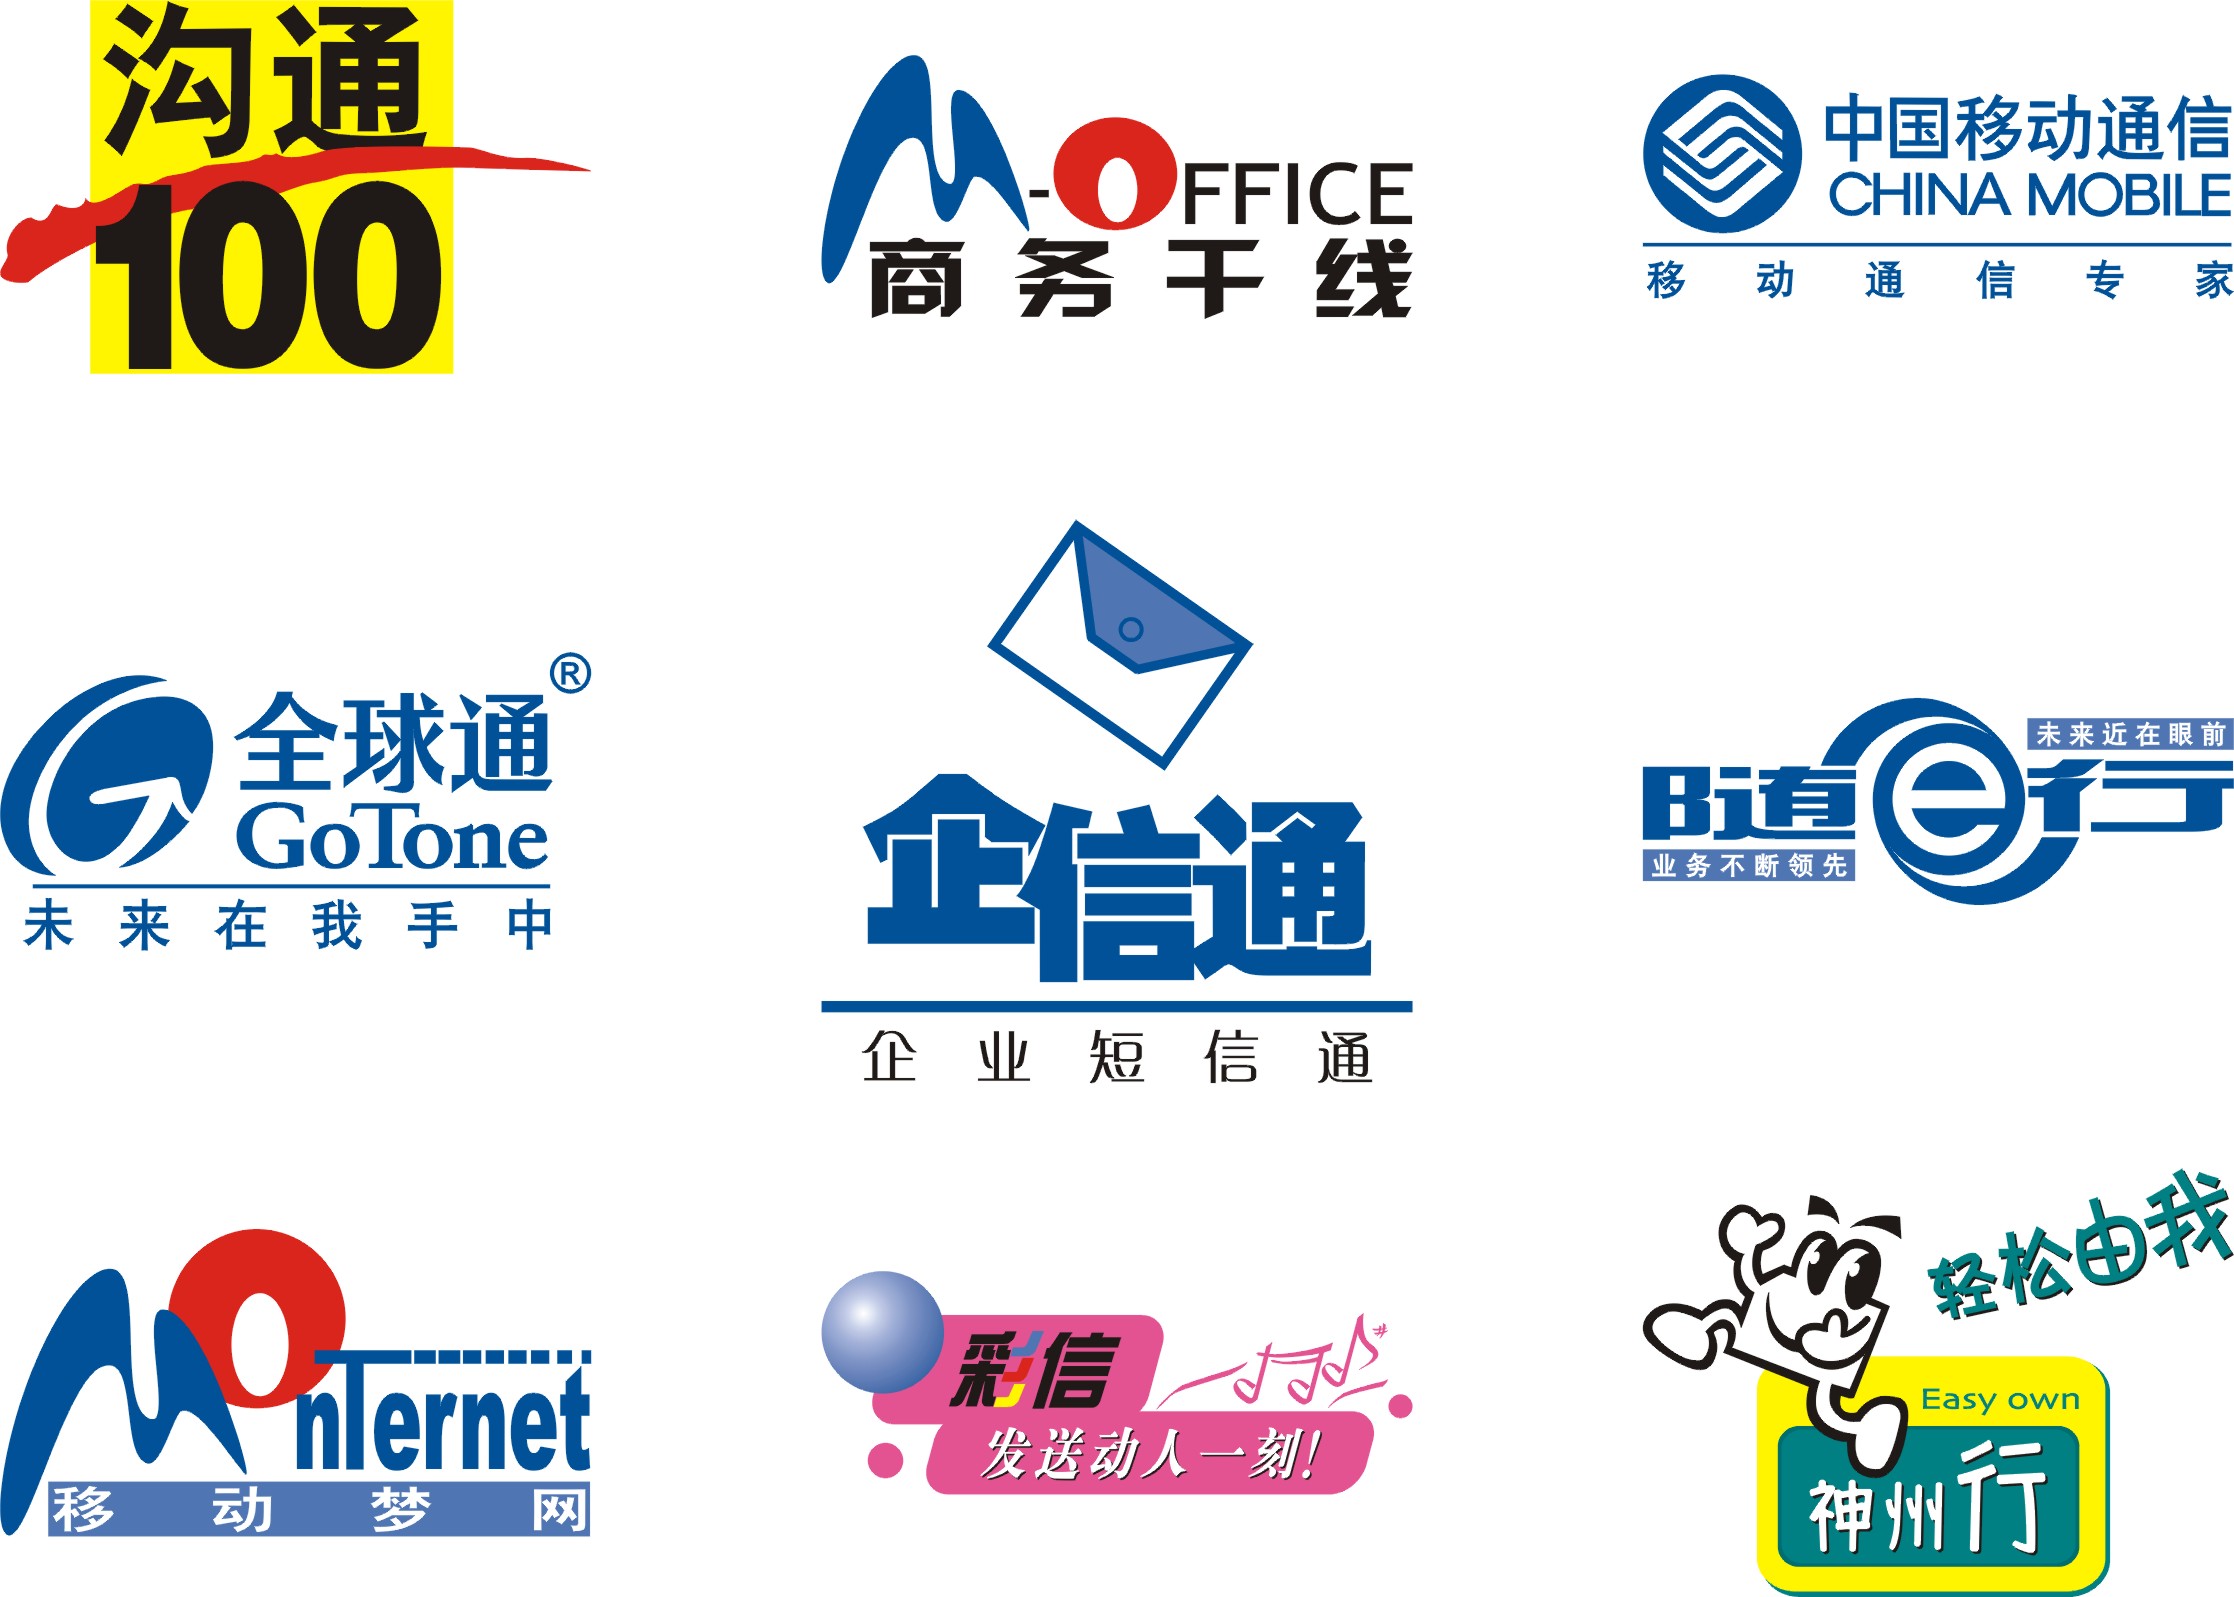 沟通
100
M-OFFICE
商务干线
中国移动通信
CHINA MOBILE
移动通信专家
全球通®
GoTone
未来在我手中
企信通
企业短信通
未来近在眼前
随e行
业务不断领先
MOnTernet
移动梦网
彩信
发送动人一刻!
轻松由我
Easy own
神州行